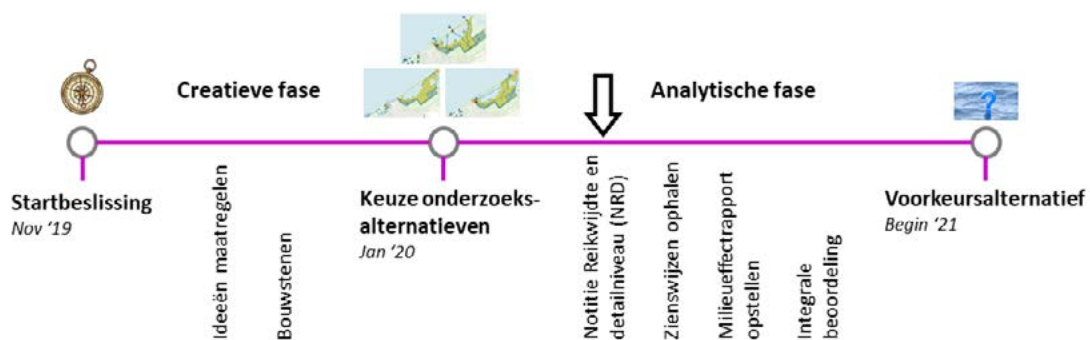 Creatieve fase
Analytische fase
?
Startbeslissing
Nov ‘19
Ideeën maatregelen
Bouwstenen
Keuze onderzoeks-
alternatieven
Jan ‘20
Notitie Reikwijdte en
detailniveau (NRD)
Zienswijzen ophalen
Milieueffectrapport
opstellen
Integrale
beoordeling
Voorkeursalternatief
Begin ‘21